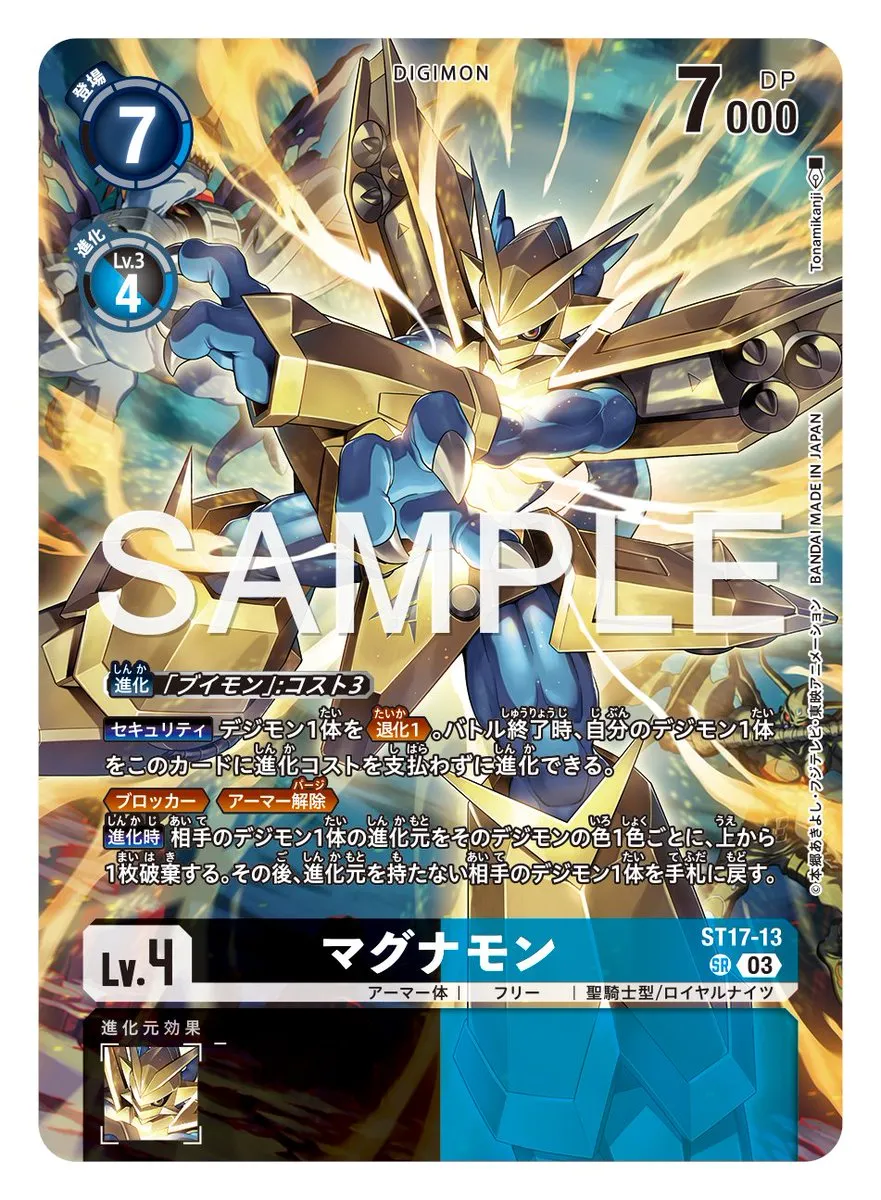 DIGIMON
登場
7
7000
DP
進化
Lv.3
4
Tonamikanji
SAMPLE
進化 「ブイモン」:コスト3
セキュリティ デジモン1体を 退化1 。バトル終了時、自分のデジモン1体
をこのカードに進化コストを支払わずに進化できる。
ブロッカー アーマー解除
進化時 相手のデジモン1体の進化元をそのデジモンの色1色ごとに、上から
1枚破棄する。その後、進化元を持たない相手のデジモン1体を手札に戻す。
©本郷あきよし・フジテレビ・東映アニメーション BANDAI MADE IN JAPAN
Lv.4
マグナモン
ST17-13
SR 03
アーマー体 | フリー | 聖騎士型/ロイヤルナイツ
進化元効果
–